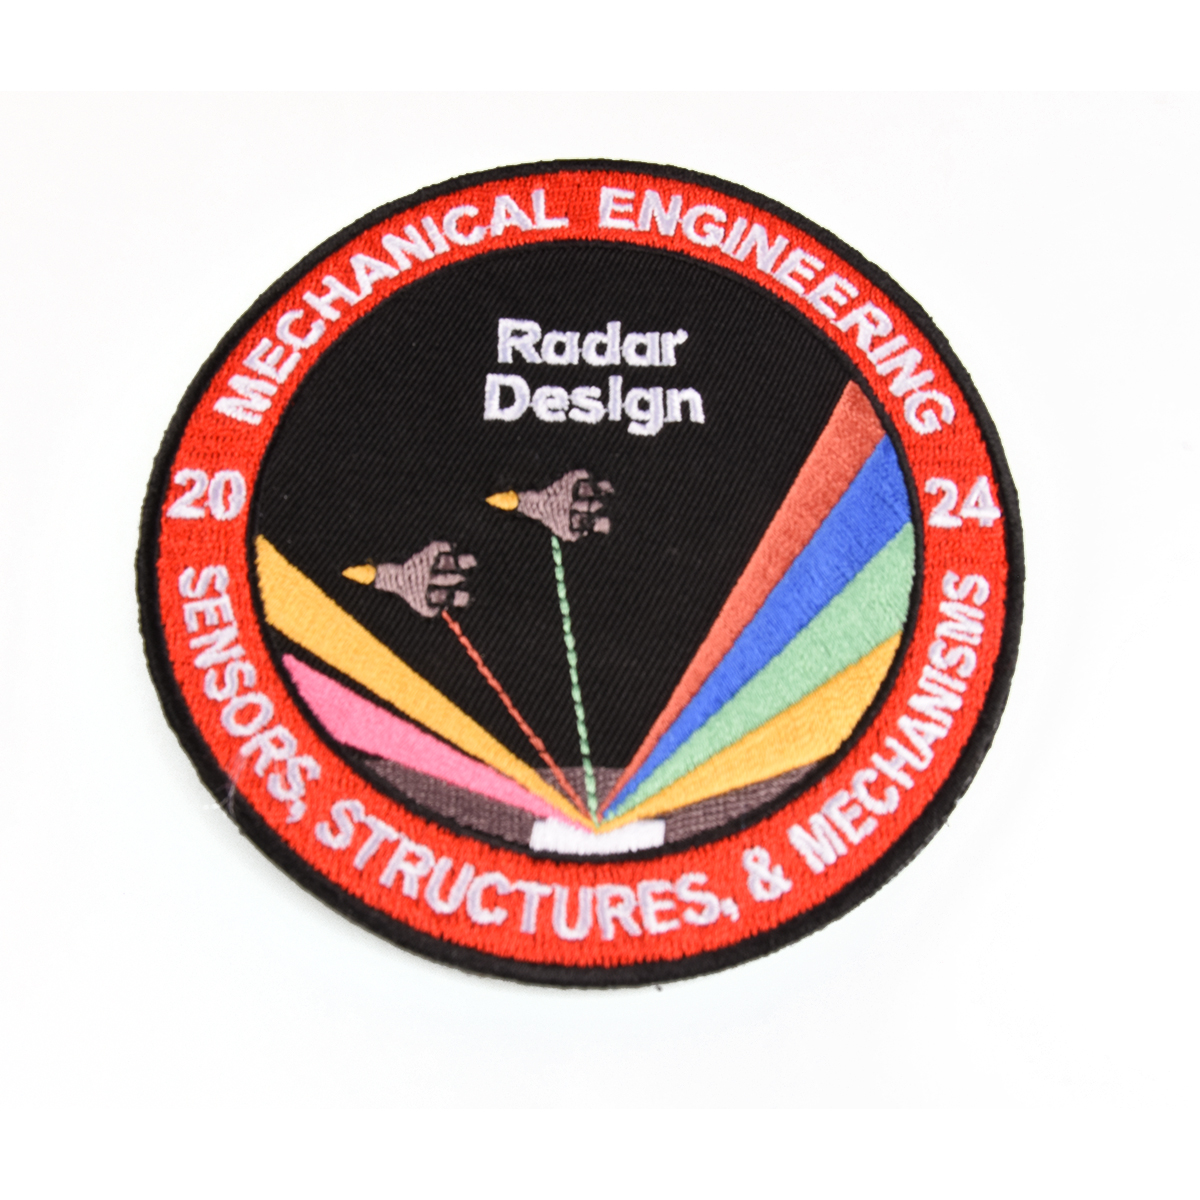 MECHANICAL ENGINEERING
Radar
Design
20 24
SENSORS, STRUCTURES, & MECHANISMS